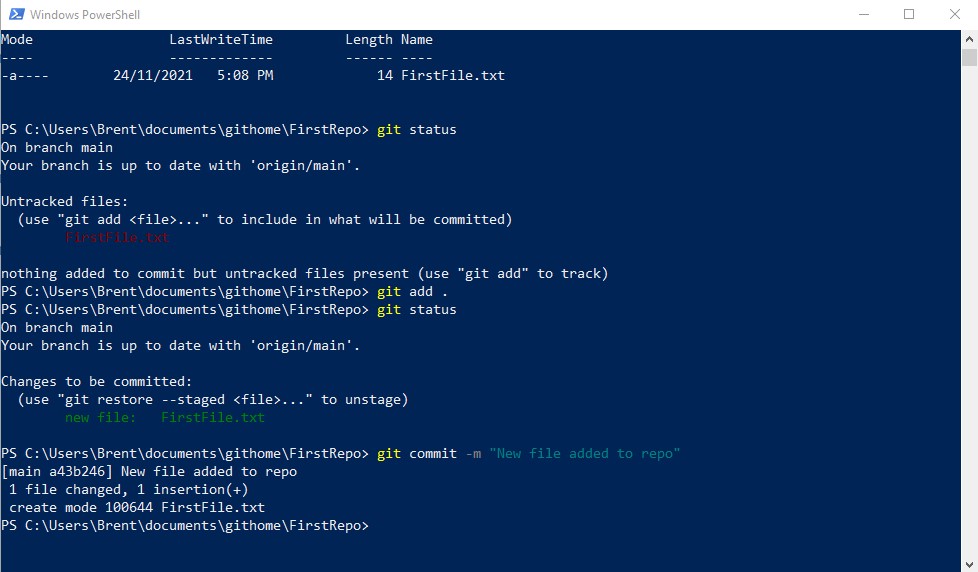 Windows PowerShell
Mode                 LastWriteTime         Length Name
----                 -------------         ------ ----
-a----        24/11/2021   5:08 PM             14 FirstFile.txt
PS C:\Users\Brent\documents\githome\FirstRepo> git status
On branch main
Your branch is up to date with 'origin/main'.
Untracked files:
  (use "git add <file>..." to include in what will be committed)
        FirstFile.txt
nothing added to commit but untracked files present (use "git add" to track)
PS C:\Users\Brent\documents\githome\FirstRepo> git add .
PS C:\Users\Brent\documents\githome\FirstRepo> git status
On branch main
Your branch is up to date with 'origin/main'.
Changes to be committed:
  (use "git restore --staged <file>..." to unstage)
        new file:   FirstFile.txt
PS C:\Users\Brent\documents\githome\FirstRepo> git commit -m "New file added to repo"
[main a43b246] New file added to repo
 1 file changed, 1 insertion(+)
 create mode 100644 FirstFile.txt
PS C:\Users\Brent\documents\githome\FirstRepo>